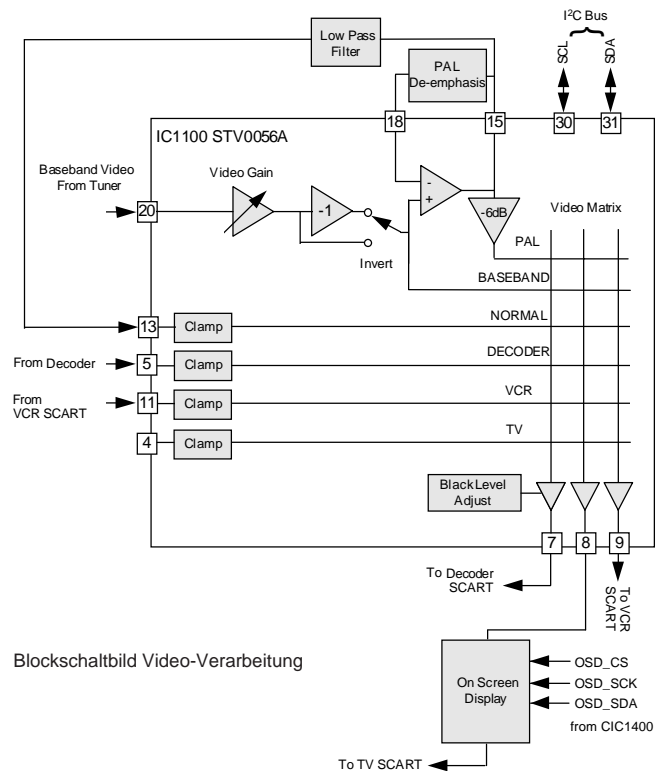 I²C Bus
Low Pass
Filter
SCL
SDA
PAL
De-emphasis
18
15
30
31
IC1100 STV0056A
Baseband Video
From Tuner
Video Gain
20
-1
-
+
-6dB
Video Matrix
PAL
Invert
BASEBAND
NORMAL
13
Clamp
DECODER
From Decoder
5
Clamp
VCR
From
VCR SCART
11
Clamp
TV
4
Clamp
Black Level
Adjust
7
8
9
To Decoder
SCART
To VCR
SCART
Blockschaltbild Video-Verarbeitung
On Screen
Display
OSD_CS
OSD_SCK
OSD_SDA
from CIC1400
To TV SCART